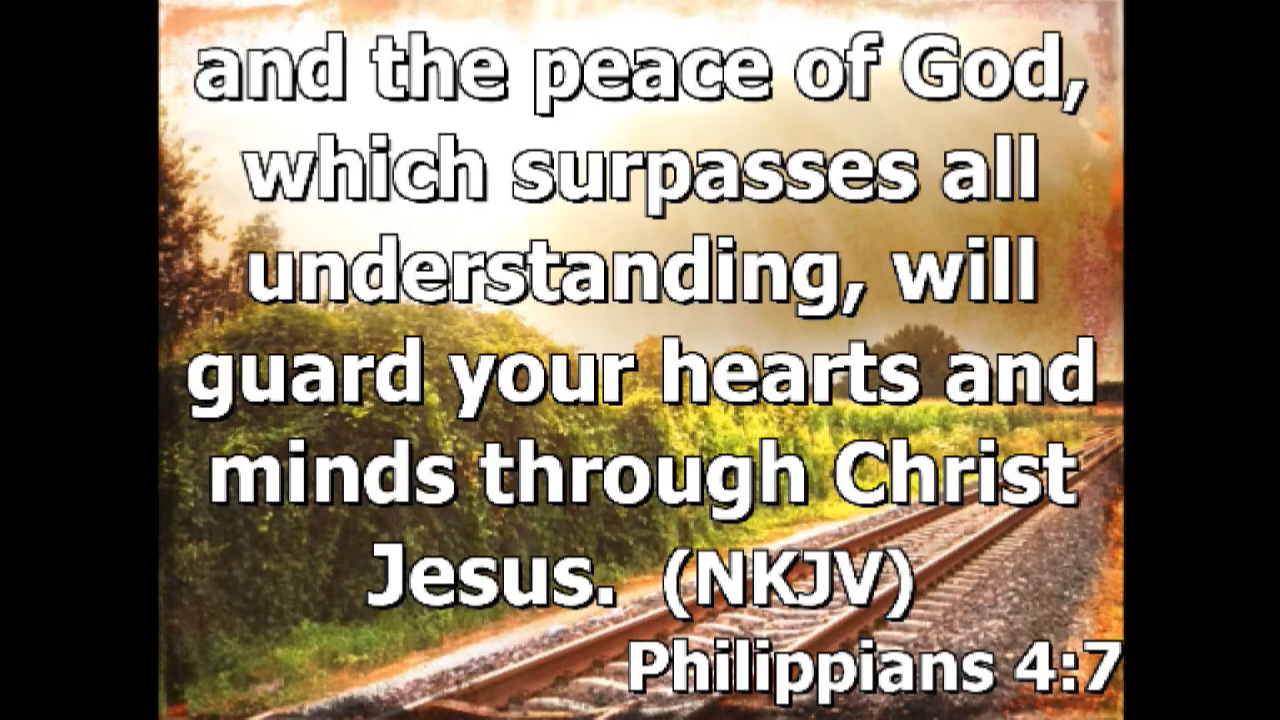 and the peace of God,
which surpasses all
understanding, will
guard your hearts and
minds through Christ
Jesus. (NKJV)
Philippians 4:7